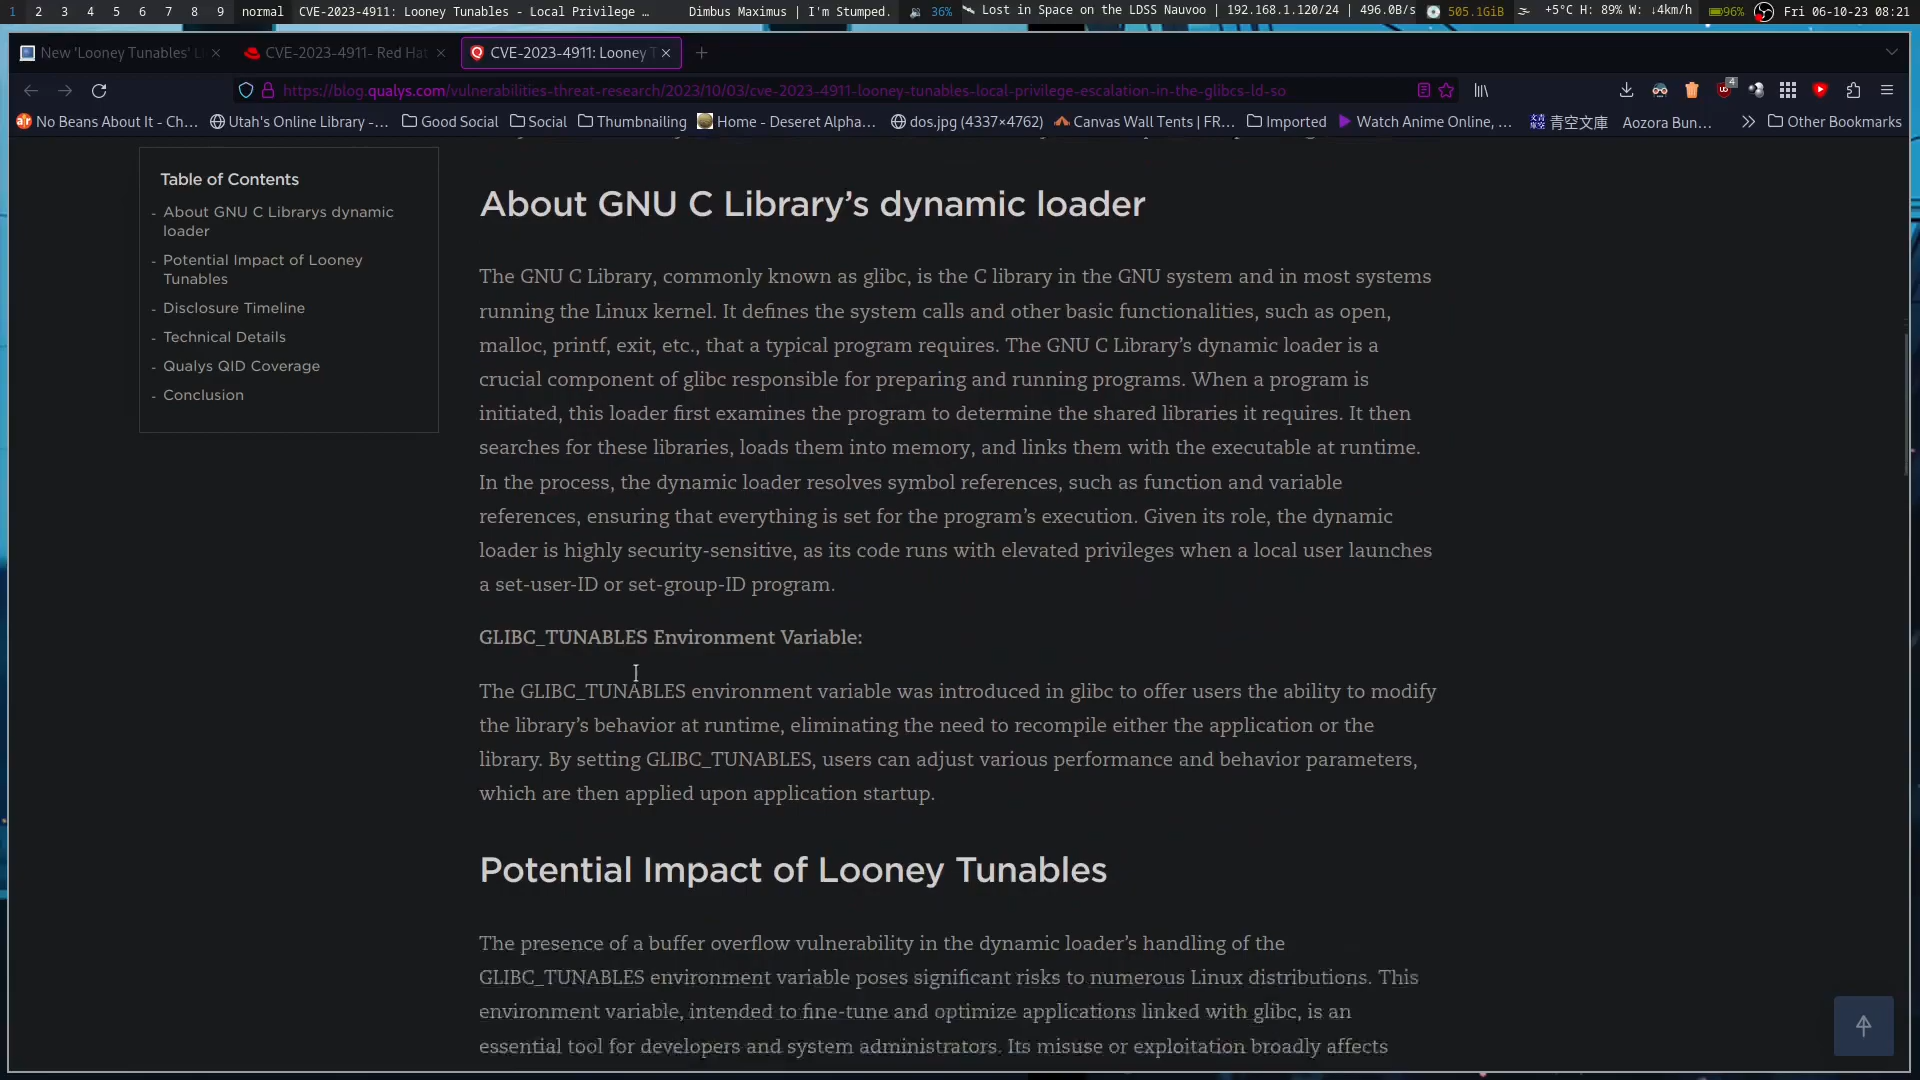 1 2 3 4 5 6 7 8 9 normal CVE-2023-4911: Looney Tunables - Local Privilege … Dimbus Maximus | I'm Stumped. 36% Lost in Space on the LDSS Nauvoo | 192.168.1.120/24 | 496.0B/s 505.1GiB +5°C H: 89% W: ↓4km/h 96% Fri 06-10-23 08:21
New 'Looney Tunables' L CVE-2023-4911- Red Hat CVE-2023-4911: Looney T
https://blog.qualys.com/vulnerabilities-threat-research/2023/10/03/cve-2023-4911-looney-tunables-local-privilege-escalation-in-the-glibcs-ld-so 4
No Beans About It - Ch… Utah's Online Library -… Good Social Social Thumbnailing Home - Deseret Alpha… dos.jpg (4337×4762) Canvas Wall Tents | FR… Imported Watch Anime Online, … 青空文庫 Aozora Bun… Other Bookmarks
Table of Contents
- About GNU C Librarys dynamic
loader
- Potential Impact of Looney
Tunables
- Disclosure Timeline
- Technical Details
- Qualys QID Coverage
- Conclusion
About GNU C Library’s dynamic loader
The GNU C Library, commonly known as glibc, is the C library in the GNU system and in most systems
running the Linux kernel. It defines the system calls and other basic functionalities, such as open,
malloc, printf, exit, etc., that a typical program requires. The GNU C Library’s dynamic loader is a
crucial component of glibc responsible for preparing and running programs. When a program is
initiated, this loader first examines the program to determine the shared libraries it requires. It then
searches for these libraries, loads them into memory, and links them with the executable at runtime.
In the process, the dynamic loader resolves symbol references, such as function and variable
references, ensuring that everything is set for the program’s execution. Given its role, the dynamic
loader is highly security-sensitive, as its code runs with elevated privileges when a local user launches
a set-user-ID or set-group-ID program.
GLIBC_TUNABLES Environment Variable:
The GLIBC_TUNABLES environment variable was introduced in glibc to offer users the ability to modify
the library’s behavior at runtime, eliminating the need to recompile either the application or the
library. By setting GLIBC_TUNABLES, users can adjust various performance and behavior parameters,
which are then applied upon application startup.
Potential Impact of Looney Tunables
The presence of a buffer overflow vulnerability in the dynamic loader’s handling of the
GLIBC_TUNABLES environment variable poses significant risks to numerous Linux distributions. This
environment variable, intended to fine-tune and optimize applications linked with glibc, is an
essential tool for developers and system administrators. Its misuse or exploitation broadly affects